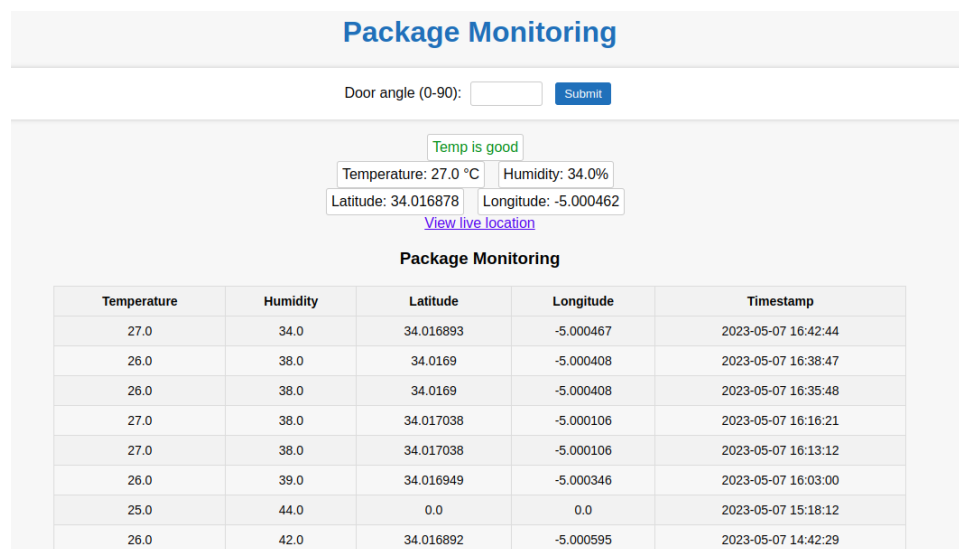 Package Monitoring
Door angle (0-90): Submit
Temp is good
Temperature: 27.0 °C Humidity: 34.0%
Latitude: 34.016878 Longitude: -5.000462
View live location
Package Monitoring
Temperature Humidity Latitude Longitude Timestamp
27.0 34.0 34.016893 -5.000467 2023-05-07 16:42:44
26.0 38.0 34.0169 -5.000408 2023-05-07 16:38:47
26.0 38.0 34.0169 -5.000408 2023-05-07 16:35:48
27.0 38.0 34.017038 -5.000106 2023-05-07 16:16:21
27.0 38.0 34.017038 -5.000106 2023-05-07 16:13:12
26.0 39.0 34.016949 -5.000346 2023-05-07 16:03:00
25.0 44.0 0.0 0.0 2023-05-07 15:18:12
26.0 42.0 34.016892 -5.000595 2023-05-07 14:42:29